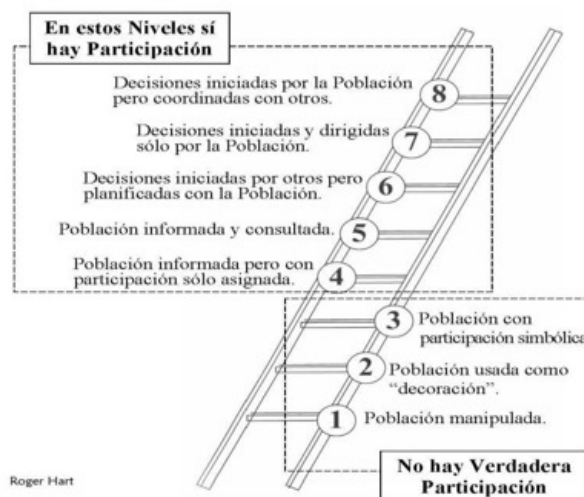 En estos Niveles sí
hay Participación
Decisiones iniciadas por la Población
pero coordinadas con otros.
8
Decisiones iniciadas y dirigidas
sólo por la Población.
7
Decisiones iniciadas por otros pero
planificadas con la Población.
6
Población informada y consultada.
5
Población informada pero con
participación sólo asignada.
4
3
Población con
participación simbólica
2
Población usada como
“decoración”.
1
Población manipulada.
No hay Verdadera
Participación
Roger Hart